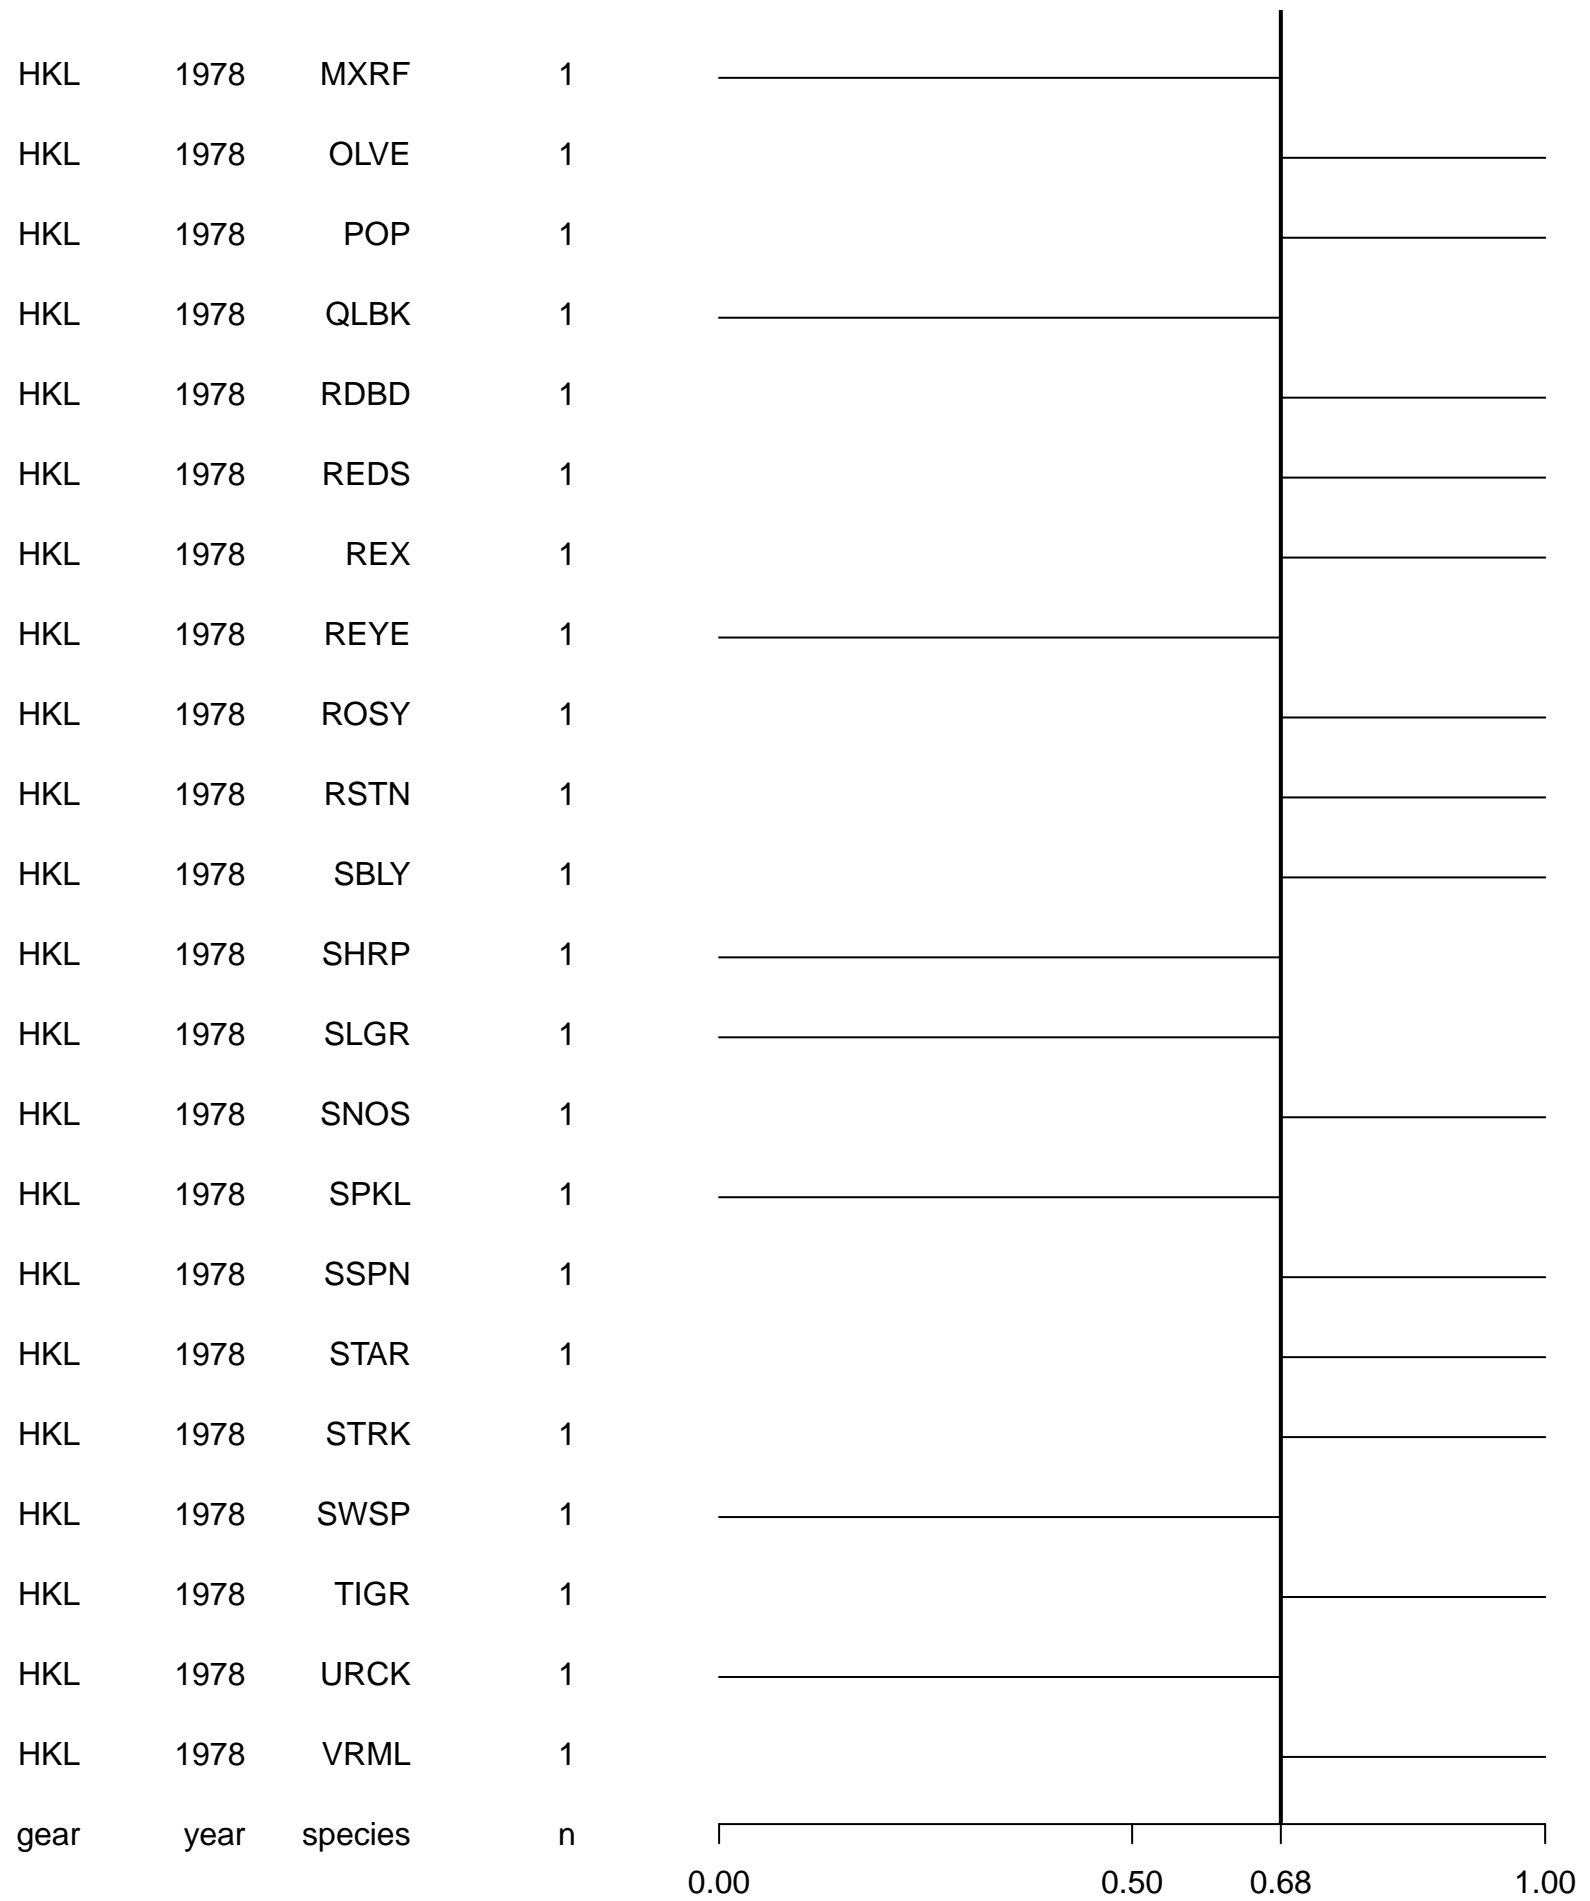 HKL 1978 MXRF 1
HKL 1978 OLVE 1
HKL 1978 POP 1
HKL 1978 QLBK 1
HKL 1978 RDBD 1
HKL 1978 REDS 1
HKL 1978 REX 1
HKL 1978 REYE 1
HKL 1978 ROSY 1
HKL 1978 RSTN 1
HKL 1978 SBLY 1
HKL 1978 SHRP 1
HKL 1978 SLGR 1
HKL 1978 SNOS 1
HKL 1978 SPKL 1
HKL 1978 SSPN 1
HKL 1978 STAR 1
HKL 1978 STRK 1
HKL 1978 SWSP 1
HKL 1978 TIGR 1
HKL 1978 URCK 1
HKL 1978 VRML 1
gear year species n
0.00 0.50 0.68 1.00